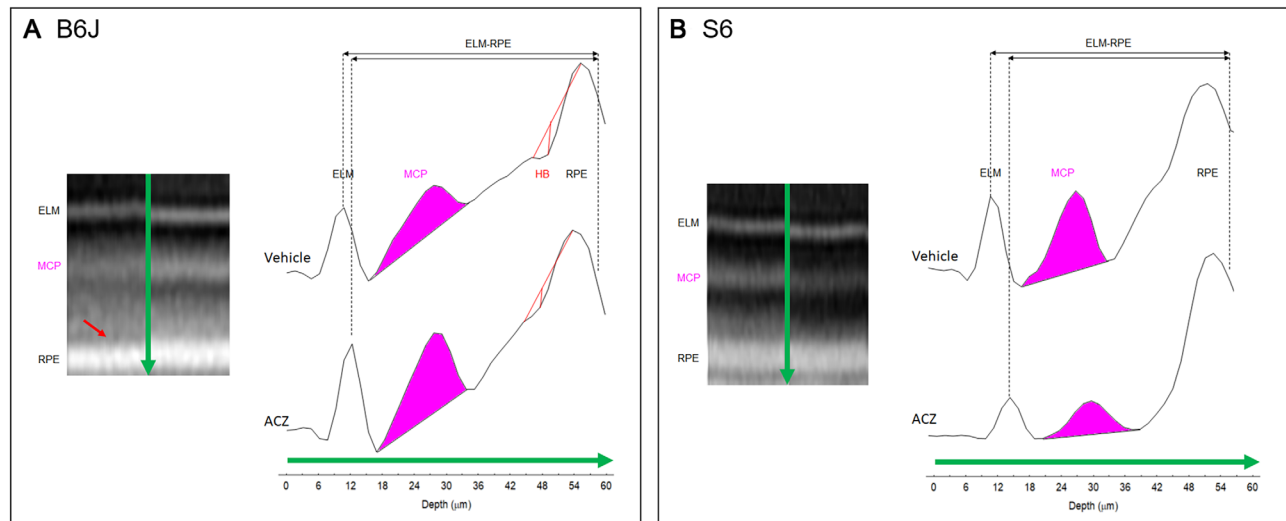 A B6J
ELM-RPE
ELM
MCP
HB
RPE
ELM
MCP
RPE
Vehicle
ACZ
0 6 12 18 24 30 36 42 48 54 60
Depth (μm)
B S6
ELM-RPE
ELM
MCP
RPE
ELM
MCP
RPE
Vehicle
ACZ
0 6 12 18 24 30 36 42 48 54 60
Depth (μm)